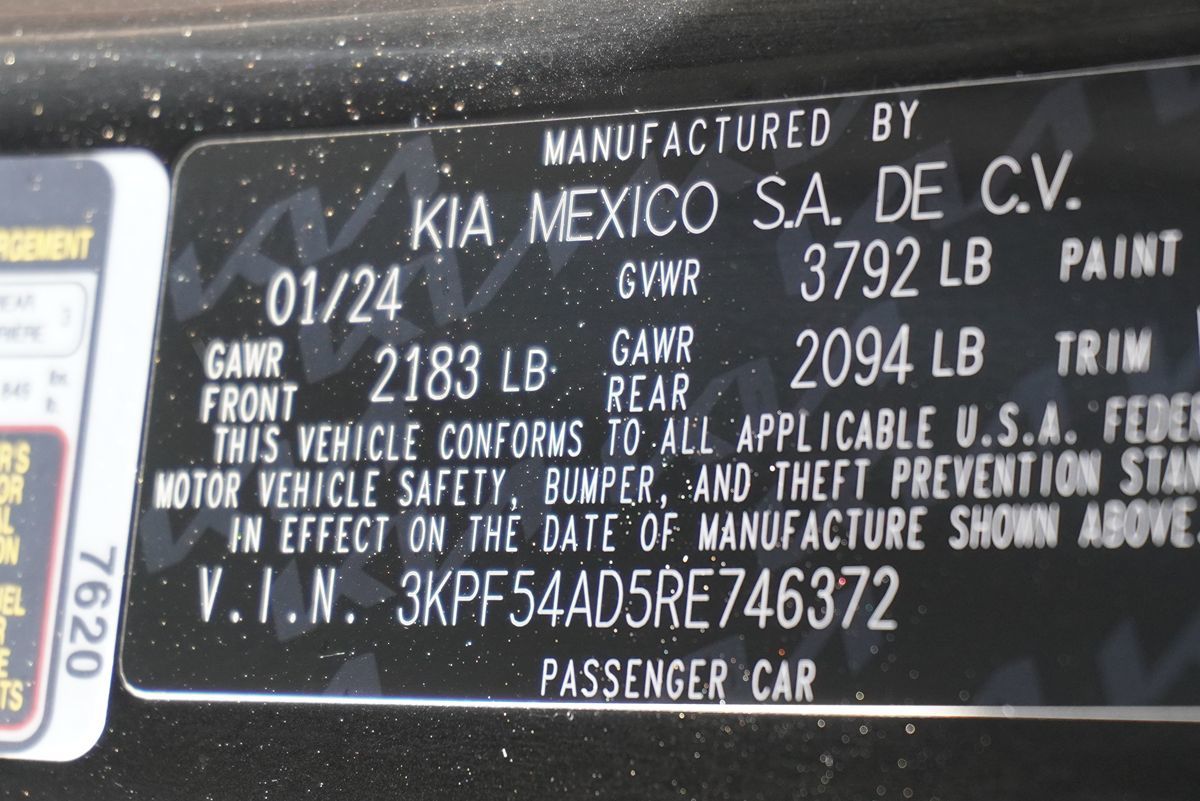 MANUFACTURED BY
KIA MEXICO S.A. DE C.V.
01/24 GVWR 3792 LB PAINT
GAWR FRONT 2183 LB GAWR REAR 2094 LB TRIM
THIS VEHICLE CONFORMS TO ALL APPLICABLE U.S.A. FEDER
MOTOR VEHICLE SAFETY, BUMPER, AND THEFT PREVENTION STAN
IN EFFECT ON THE DATE OF MANUFACTURE SHOWN ABOVE.
V.I.N. 3KPF54AD5RE746372
PASSENGER CAR
RGEMENT
7620